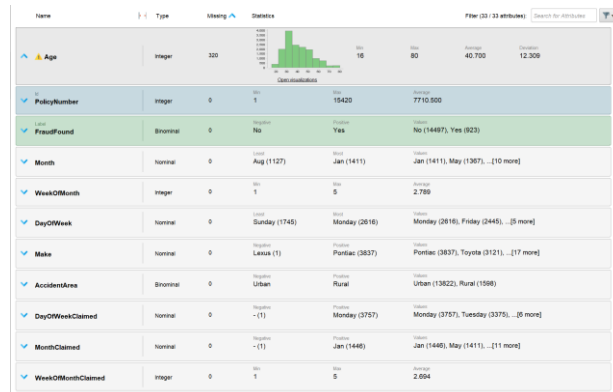 Name Type Missing Statistics Filter (33 / 33 attributes) Search for Attributes
Age Integer 320 Min 16 Max 80 Average 40.700 Deviation 12.309
Open visualizations
Id
PolicyNumber Integer 0 Min 1 Max 15420 Average 7710.500
Label
FraudFound Binominal 0 Negative No Positive Yes Values No (14497), Yes (923)
Month Nominal 0 Least Aug (1127) Most Jan (1411) Values Jan (1411), May (1367), ...[10 more]
WeekOfMonth Integer 0 Min 1 Max 5 Average 2.789
DayOfWeek Nominal 0 Least Sunday (1745) Most Monday (2616) Values Monday (2616), Friday (2445), ...[5 more]
Make Nominal 0 Lexus (1) Pontiac (3837) Values Pontiac (3837), Toyota (3121), ...[17 more]
AccidentArea Binominal 0 Negative Urban Positive Rural Values Urban (13822), Rural (1598)
DayOfWeekClaimed Nominal 0 - (1) Monday (3757) Values Monday (3757), Tuesday (3375), ...[6 more]
MonthClaimed Nominal 0 - (1) Jan (1446) Values Jan (1446), May (1411), ...[11 more]
WeekOfMonthClaimed Integer 0 Min 1 Max 5 Average 2.694